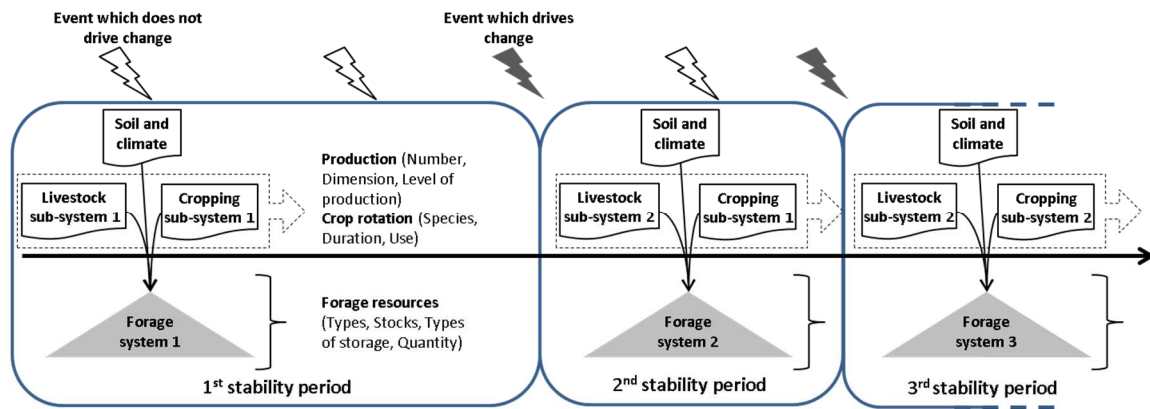 Event which does not
drive change
Event which drives
change
Soil and
climate
Livestock
sub-system 1
Cropping
sub-system 1
Production (Number,
Dimension, Level of
production)
Crop rotation (Species,
Duration, Use)
Forage
system 1
Forage resources
(Types, Stocks, Types
of storage, Quantity)
1st stability period
Soil and
climate
Livestock
sub-system 2
Cropping
sub-system 1
Forage
system 2
2nd stability period
Soil and
climate
Livestock
sub-system 2
Cropping
sub-system 2
Forage
system 3
3rd stability period